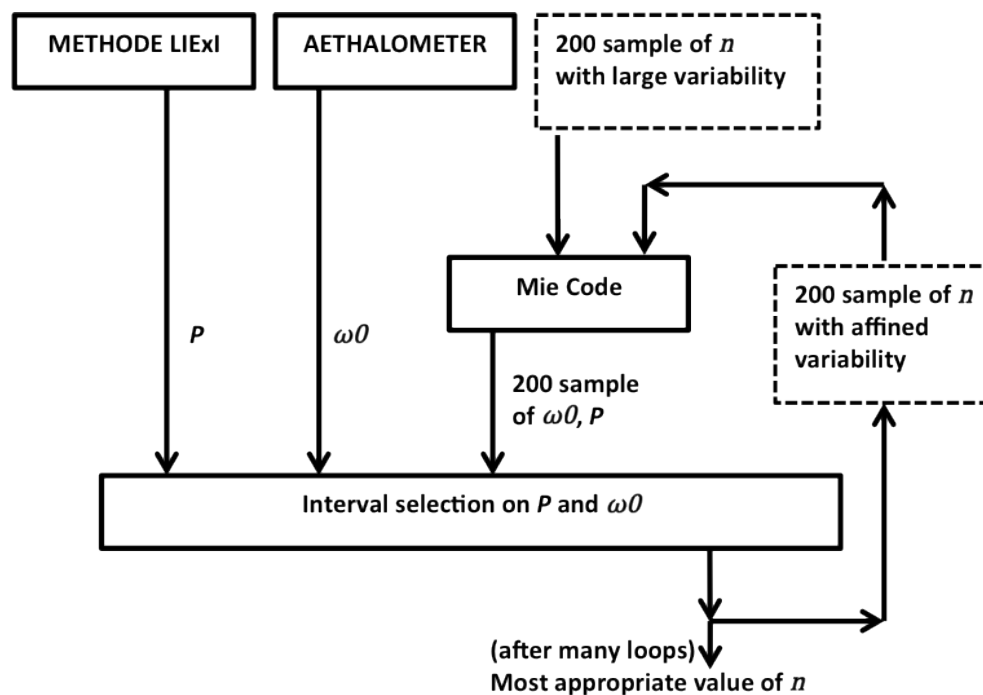 METHODE LIExI
AETHALOMETER
200 sample of n
with large variability
Mie Code
200 sample of n
with affined
variability
P
ω0
200 sample
of ω0, P
Interval selection on P and ω0
(after many loops)
Most appropriate value of n